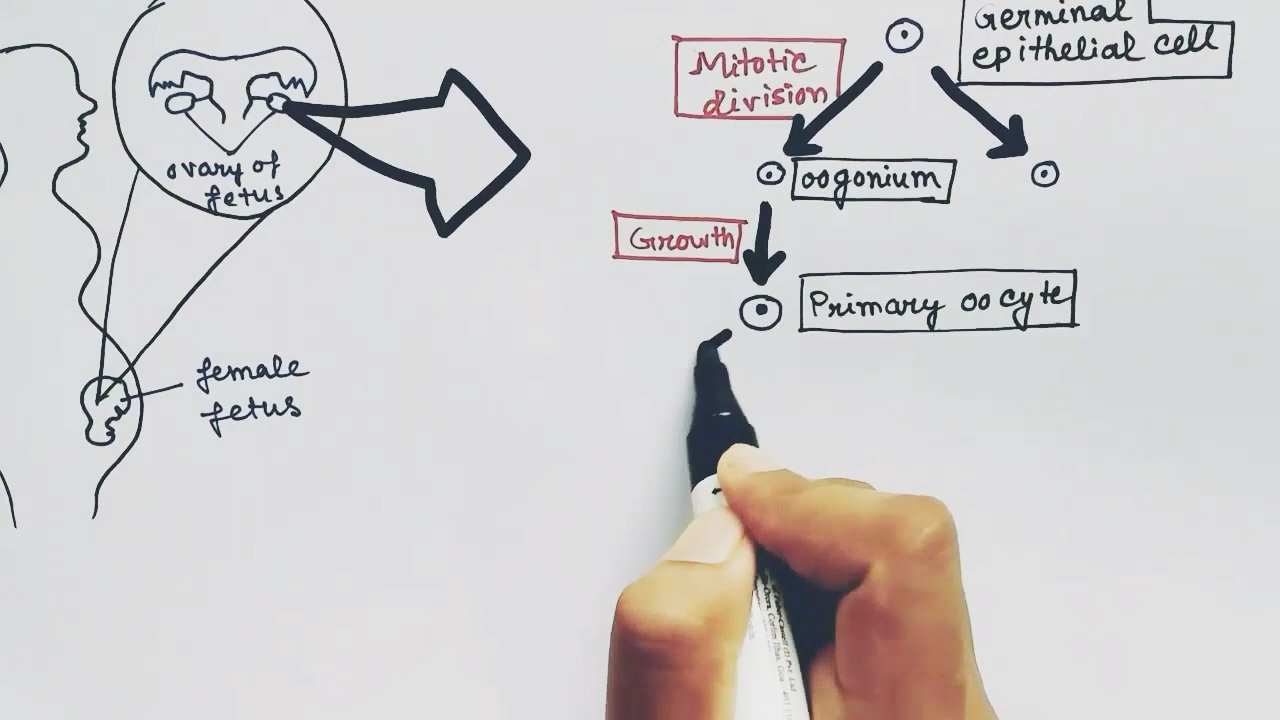 ovary of
fetus
female
fetus
Germinal
epithelial cell
Mitotic
division
oogonium
Growth
Primary oocyte